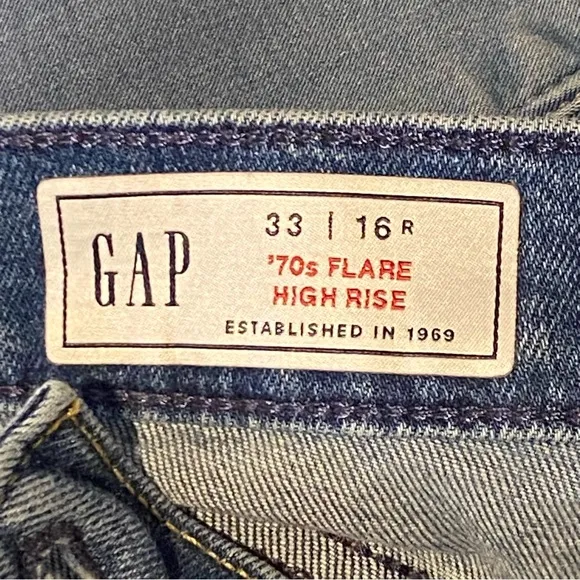 GAP
33 | 16 R
'70s FLARE
HIGH RISE
ESTABLISHED IN 1969